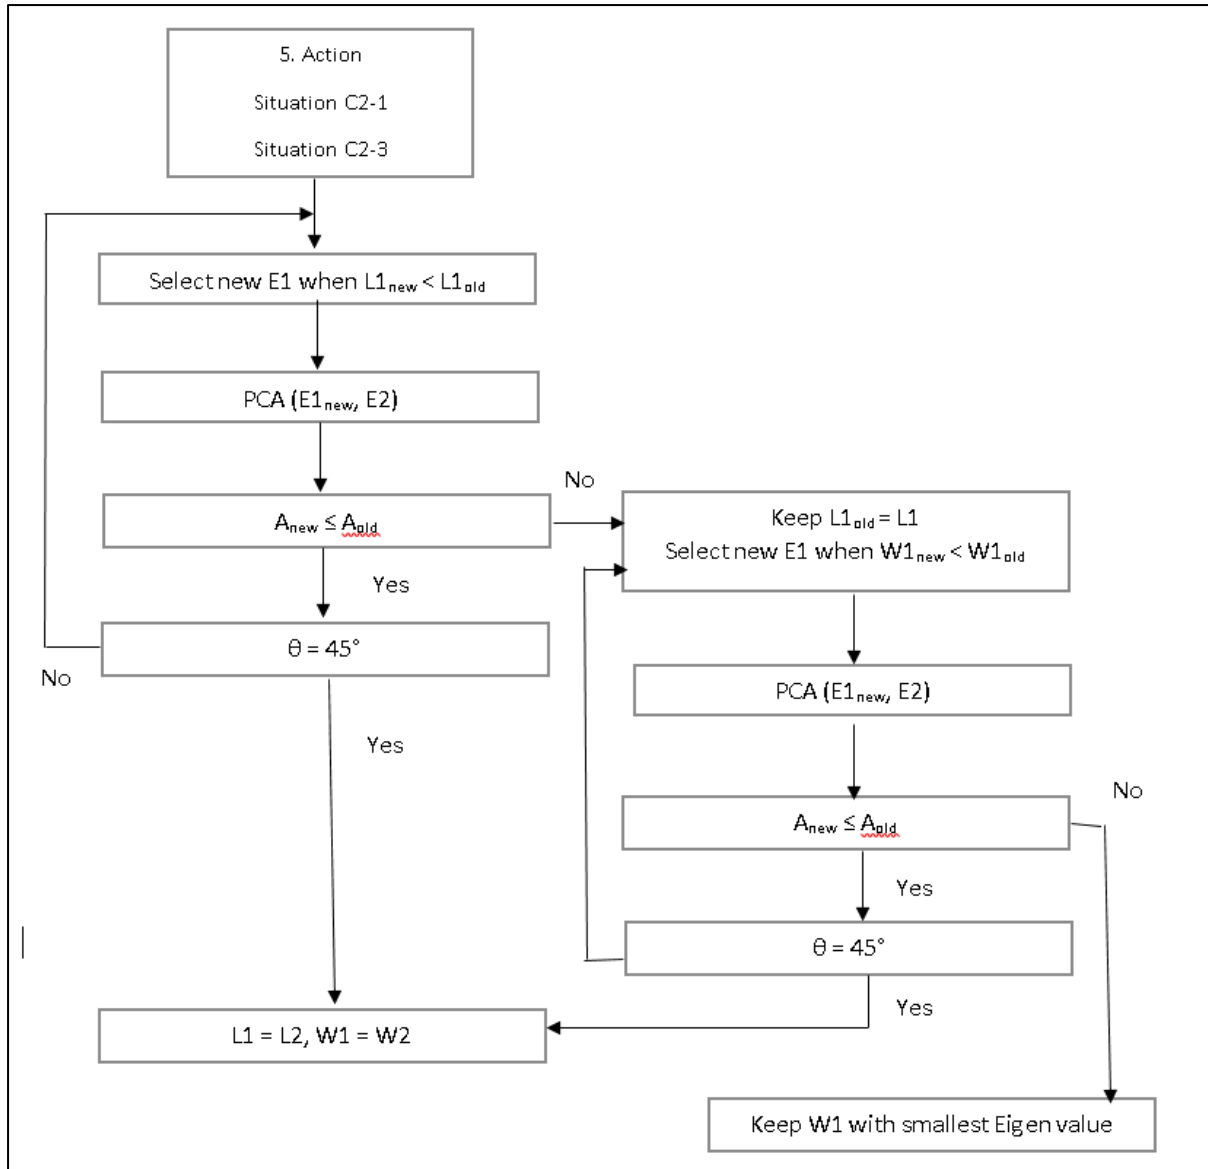 5. Action
Situation C2-1
Situation C2-3
Select new E1 when L1new < L1old
PCA (E1new, E2)
Anew ≤ Aold
No
Yes
θ = 45°
No
Yes
Keep L1old = L1
Select new E1 when W1new < W1old
PCA (E1new, E2)
Anew ≤ Aold
No
Yes
θ = 45°
Yes
L1 = L2, W1 = W2
Keep W1 with smallest Eigen value